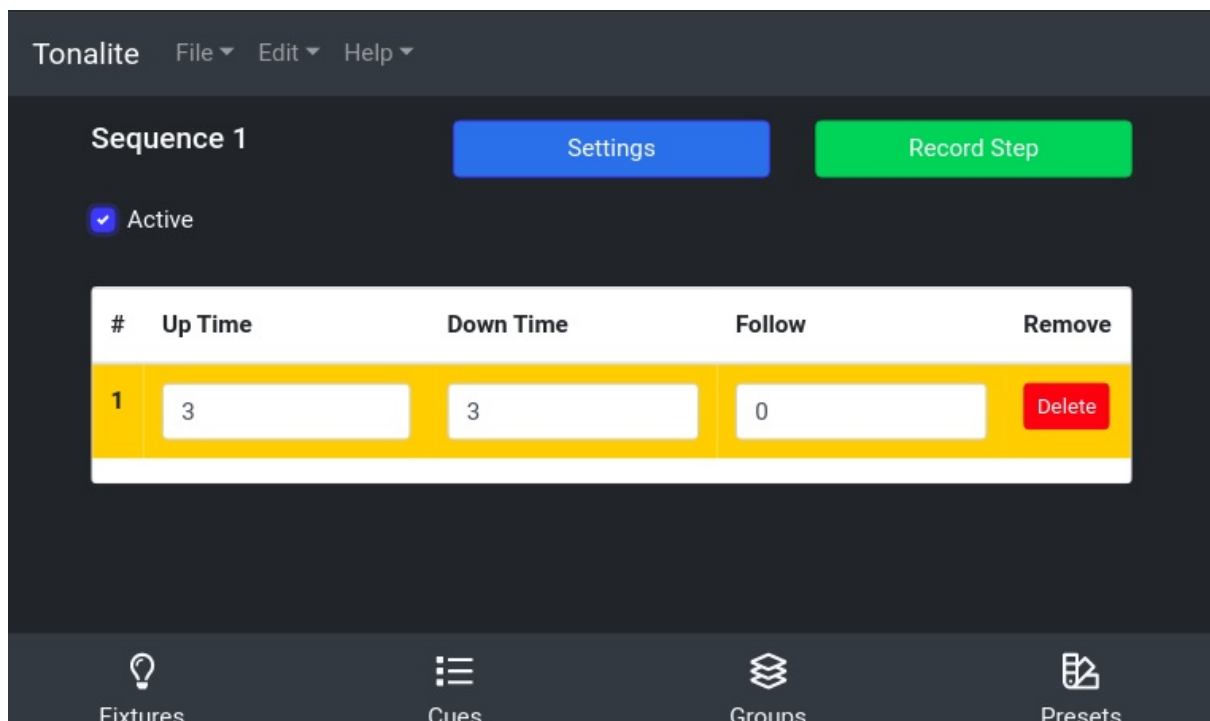 Tonalite File Edit Help
Sequence 1 Settings Record Step
Active
# Up Time Down Time Follow Remove
1 3 3 0 Delete
Fixtures Cues Groups Presets